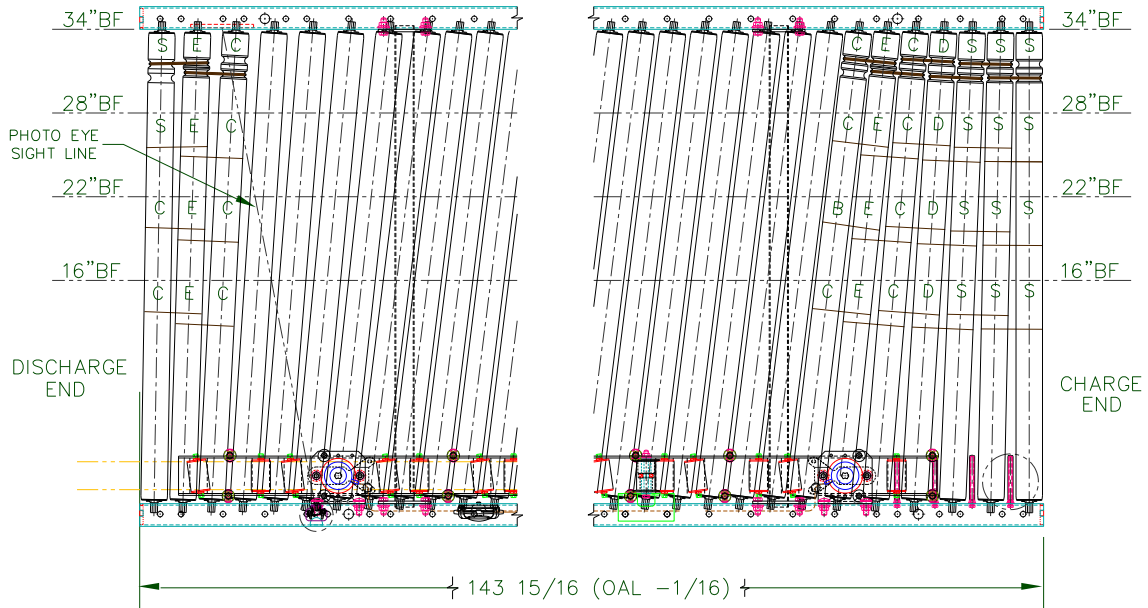 34”BF 34”BF
S E C C E C D S S S
28”BF 28”BF
S E C C E C D S S S
PHOTO EYE
SIGHT LINE
22”BF 22”BF
C E C B E C D S S S
16”BF 16”BF
C E C C E C D S S S
DISCHARGE
END
CHARGE
END
143 15/16 (OAL -1/16)